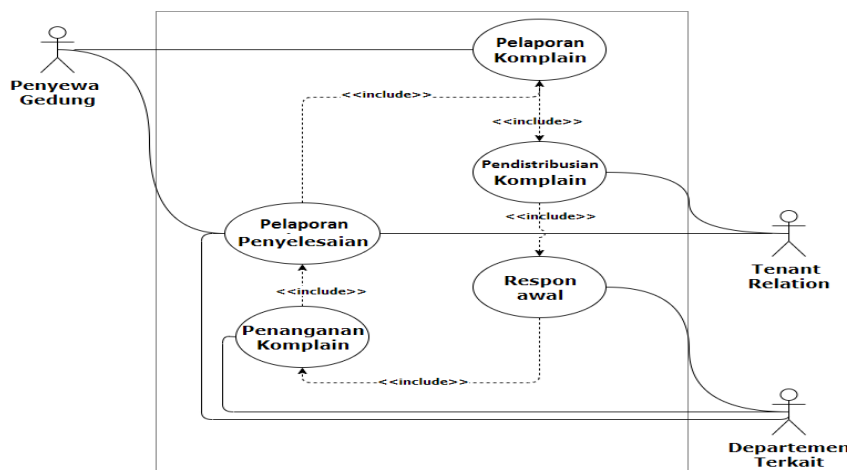 Penyewa
Gedung
Pelaporan
Komplain
<<include>>
<<include>>
Pendistribusian
Komplain
<<include>>
Pelaporan
Penyelesaian
Tenant
Relation
<<include>>
Respon
awal
Penanganan
Komplain
<<include>>
Departemen
Terkait